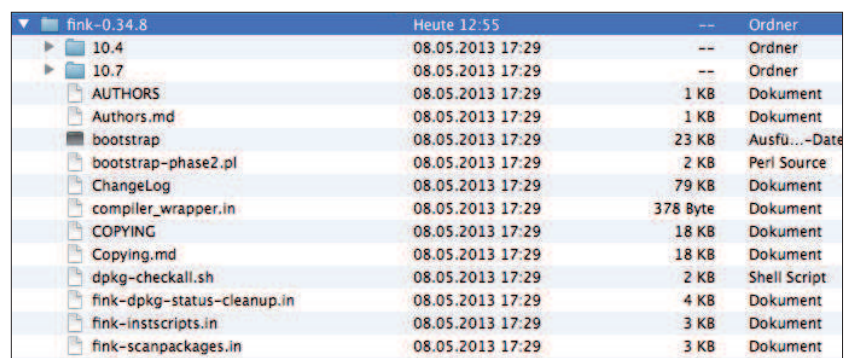 fink-0.34.8 Heute 12:55 -- Ordner
10.4 08.05.2013 17:29 -- Ordner
10.7 08.05.2013 17:29 -- Ordner
AUTHORS 08.05.2013 17:29 1 KB Dokument
Authors.md 08.05.2013 17:29 1 KB Dokument
bootstrap 08.05.2013 17:29 23 KB Ausfü...-Date
bootstrap-phase2.pl 08.05.2013 17:29 2 KB Perl Source
ChangeLog 08.05.2013 17:29 79 KB Dokument
compiler_wrapper.in 08.05.2013 17:29 378 Byte Dokument
COPYING 08.05.2013 17:29 18 KB Dokument
Copying.md 08.05.2013 17:29 18 KB Dokument
dpkg-checkall.sh 08.05.2013 17:29 2 KB Shell Script
fink-dpkg-status-cleanup.in 08.05.2013 17:29 4 KB Dokument
fink-instscripts.in 08.05.2013 17:29 3 KB Dokument
fink-scanpackages.in 08.05.2013 17:29 3 KB Dokument